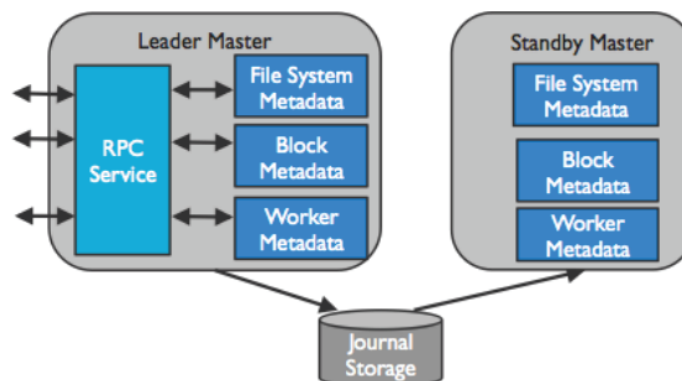 Leader Master
RPC
Service
File System
Metadata
Block
Metadata
Worker
Metadata
Standby Master
File System
Metadata
Block
Metadata
Worker
Metadata
Journal
Storage